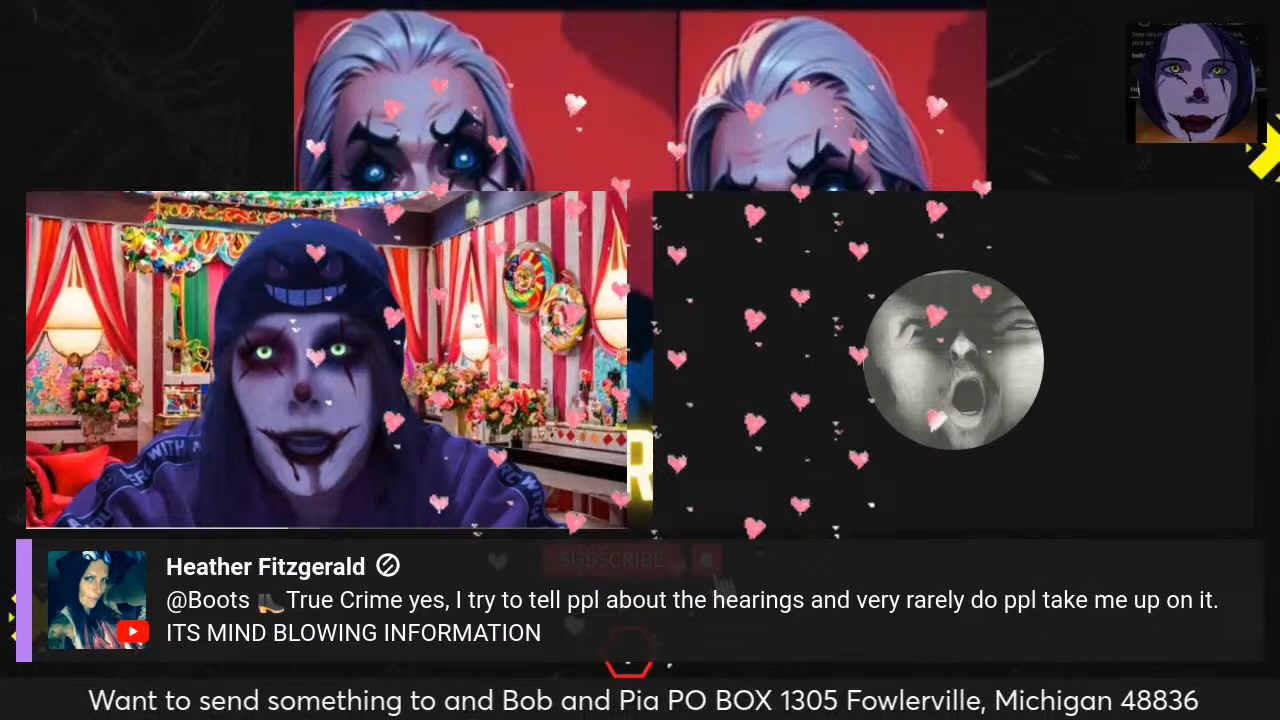 Heather Fitzgerald
@Boots 👢True Crime yes, I try to tell ppl about the hearings and very rarely do ppl take me up on it.
ITS MIND BLOWING INFORMATION
SUBSCRIBE
Want to send something to and Bob and Pia PO BOX 1305 Fowlerville, Michigan 48836